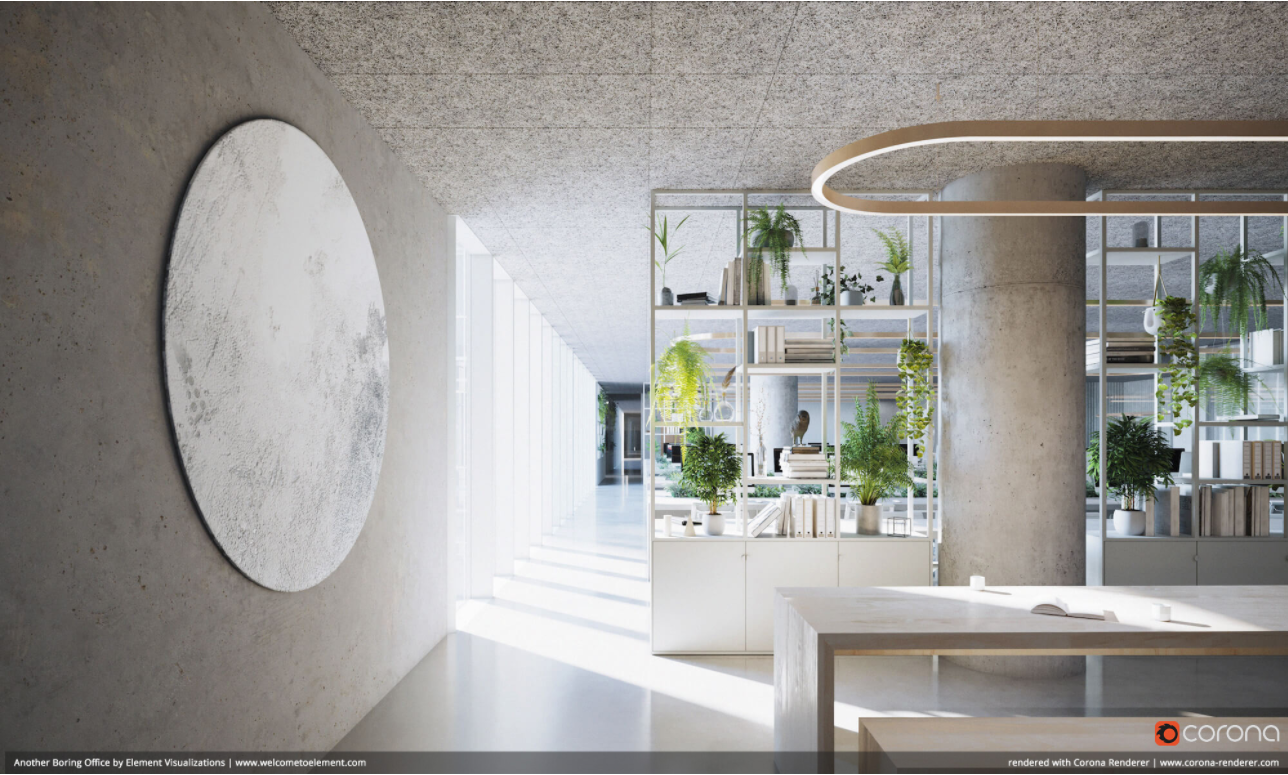 corona
Another Boring Office by Element Visualizations | www.welcometoelement.com
rendered with Corona Renderer | www.corona-renderer.com